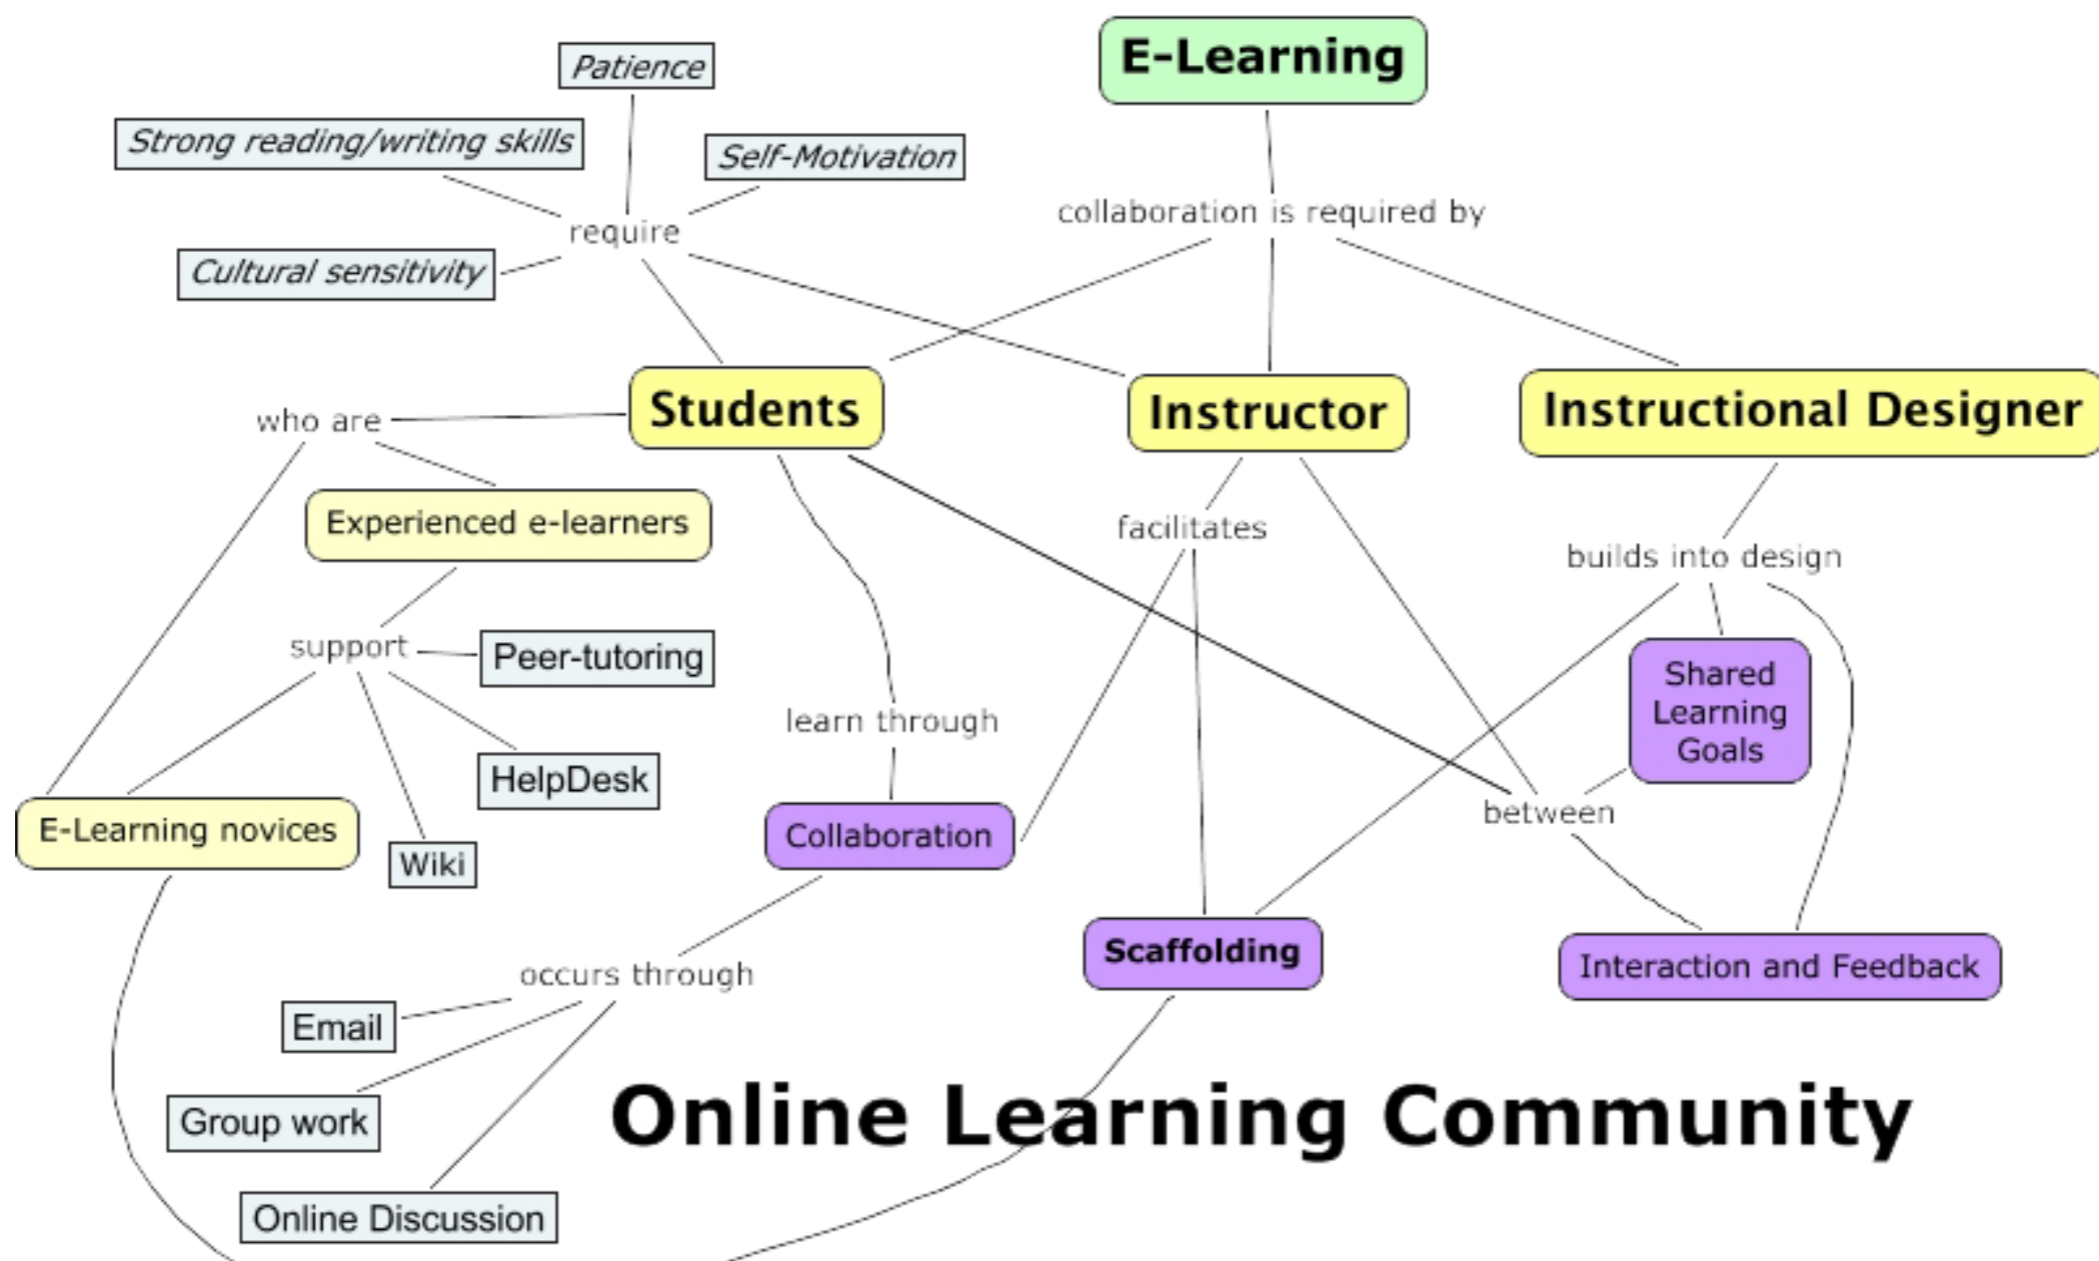 E-Learning
Patience
Strong reading/writing skills
Self-Motivation
collaboration is required by
require
Cultural sensitivity
Students
Instructor
Instructional Designer
who are
Experienced e-learners
facilitates
builds into design
support
Peer-tutoring
Shared
Learning
Goals
learn through
HelpDesk
between
E-Learning novices
Collaboration
Wiki
Scaffolding
Interaction and Feedback
occurs through
Email
Group work
Online Learning Community
Online Discussion